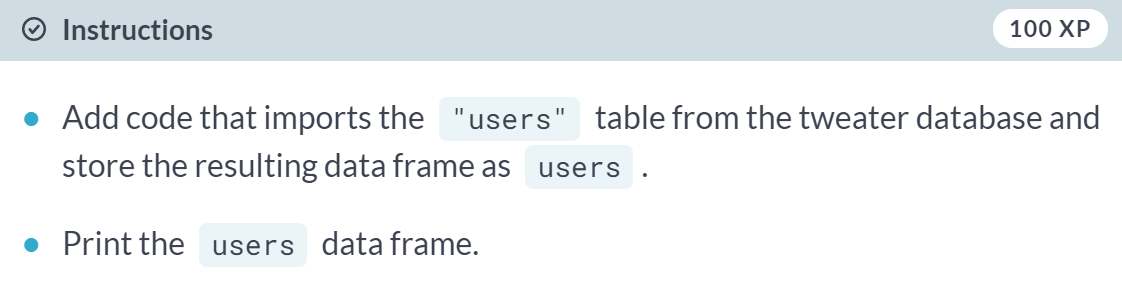 Instructions 100 XP
Add code that imports the "users" table from the tweater database and
store the resulting data frame as users.
Print the users data frame.